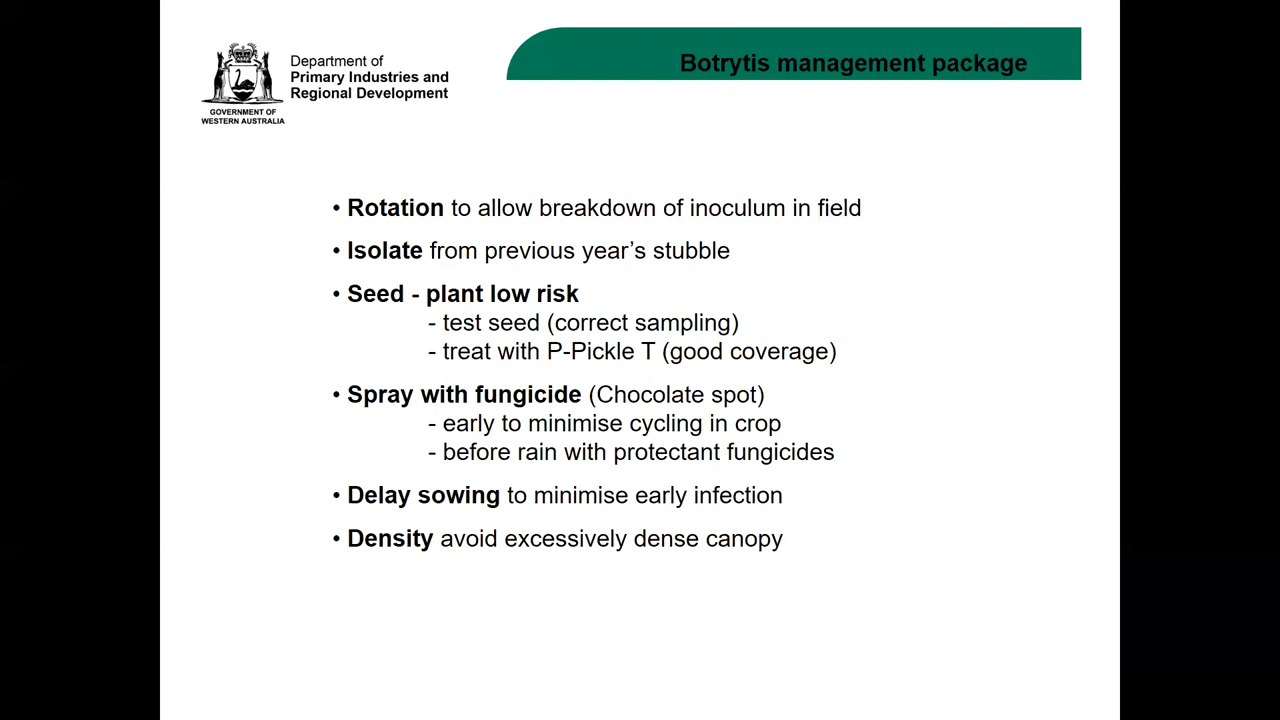 Department of
Primary Industries and
Regional Development
GOVERNMENT OF
WESTERN AUSTRALIA
Botrytis management package
• Rotation to allow breakdown of inoculum in field
• Isolate from previous year’s stubble
• Seed - plant low risk
- test seed (correct sampling)
- treat with P-Pickle T (good coverage)
• Spray with fungicide (Chocolate spot)
- early to minimise cycling in crop
- before rain with protectant fungicides
• Delay sowing to minimise early infection
• Density avoid excessively dense canopy